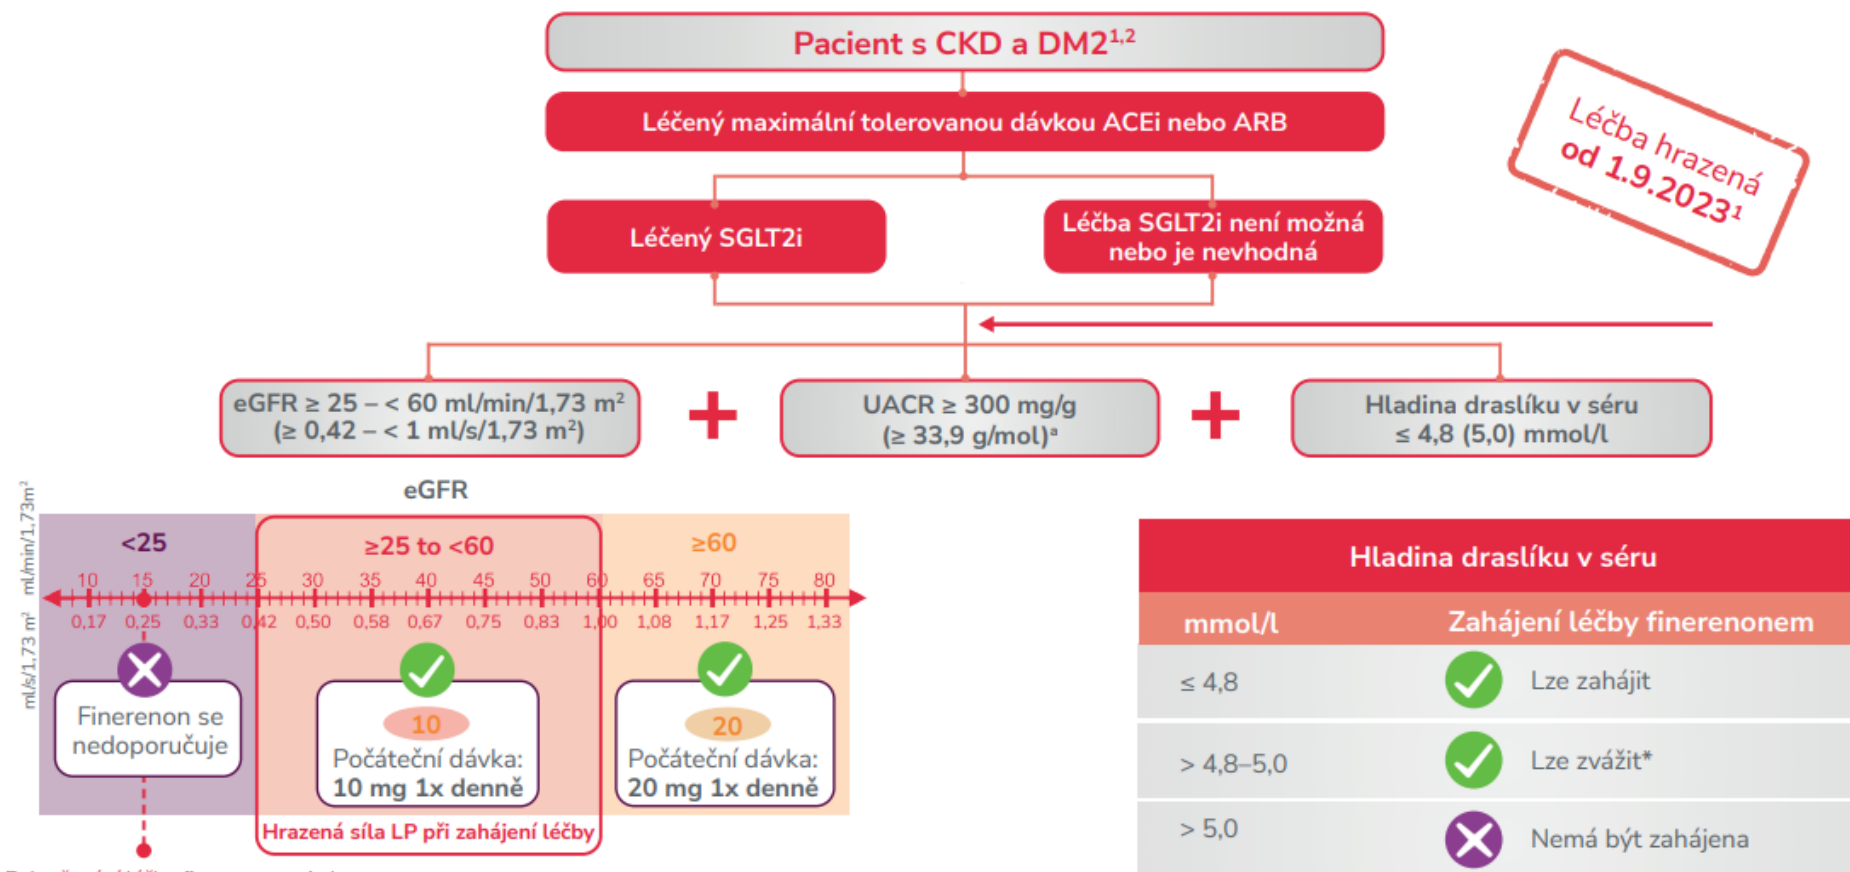 Pacient s CKD a DM2¹,²
Léčený maximální tolerovanou dávkou ACEi nebo ARB
Léčba hrazená
od 1.9.2023¹
Léčený SGLT2i
Léčba SGLT2i není možná
nebo je nevhodná
eGFR ≥ 25 – < 60 ml/min/1,73 m²
(≥ 0,42 – < 1 ml/s/1,73 m²)
+
UACR ≥ 300 mg/g
(≥ 33,9 g/mol)ᵃ
+
Hladina draslíku v séru
≤ 4,8 (5,0) mmol/l
eGFR
ml/min/1,73m²
ml/s/1,73 m²
<25
≥25 to <60
≥60
10 15 20 25 30 35 40 45 50 60 65 70 75 80
0,17 0,25 0,33 0,42 0,50 0,58 0,67 0,75 0,83 1,00 1,08 1,17 1,25 1,33
Finerenon se
nedoporučuje
10
Počáteční dávka:
10 mg 1x denně
20
Počáteční dávka:
20 mg 1x denně
Hrazená síla LP při zahájení léčby
Hladina draslíku v séru
mmol/l Zahájení léčby finerenonem
≤ 4,8 Lze zahájit
> 4,8–5,0 Lze zvážit*
> 5,0 Nemá být zahájena